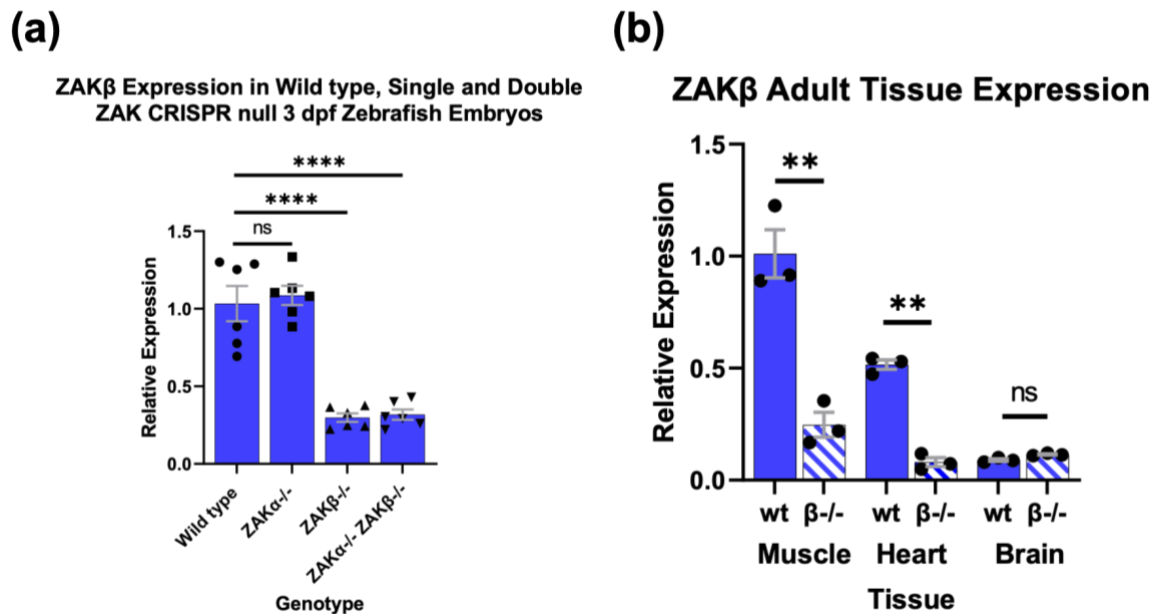 (a)
ZAKβ Expression in Wild type, Single and Double
ZAK CRISPR null 3 dpf Zebrafish Embryos
****
****
ns
1.5
1.0
0.5
0.0
Relative Expression
Wild type
ZAKα-/-
ZAKβ-/-
ZAKα-/- ZAKβ-/-
Genotype
(b)
ZAKβ Adult Tissue Expression
1.5
1.0
0.5
0.0
Relative Expression
**
**
ns
wt β-/- wt β-/- wt β-/-
Muscle Heart Brain
Tissue